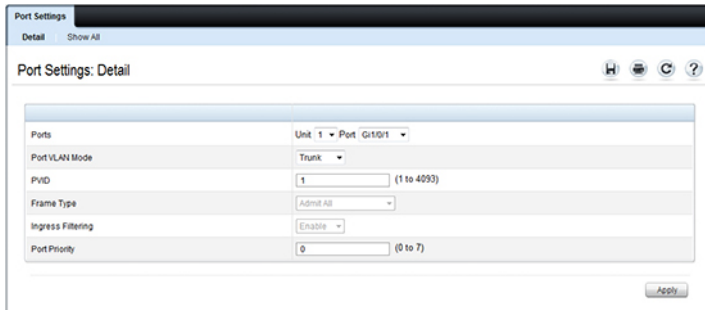 Port Settings
Detail Show All
Port Settings: Detail
Ports Unit 1 Port Gi1/0/1
Port VLAN Mode Trunk
PVID 1 (1 to 4093)
Frame Type Admit All
Ingress Filtering Enable
Port Priority 0 (0 to 7)
Apply